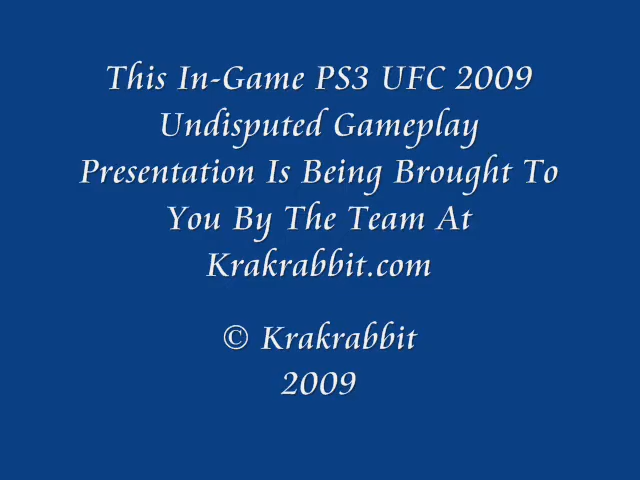 This In-Game PS3 UFC 2009
Undisputed Gameplay
Presentation Is Being Brought To
You By The Team At
Krakrabbit.com
© Krakrabbit
2009